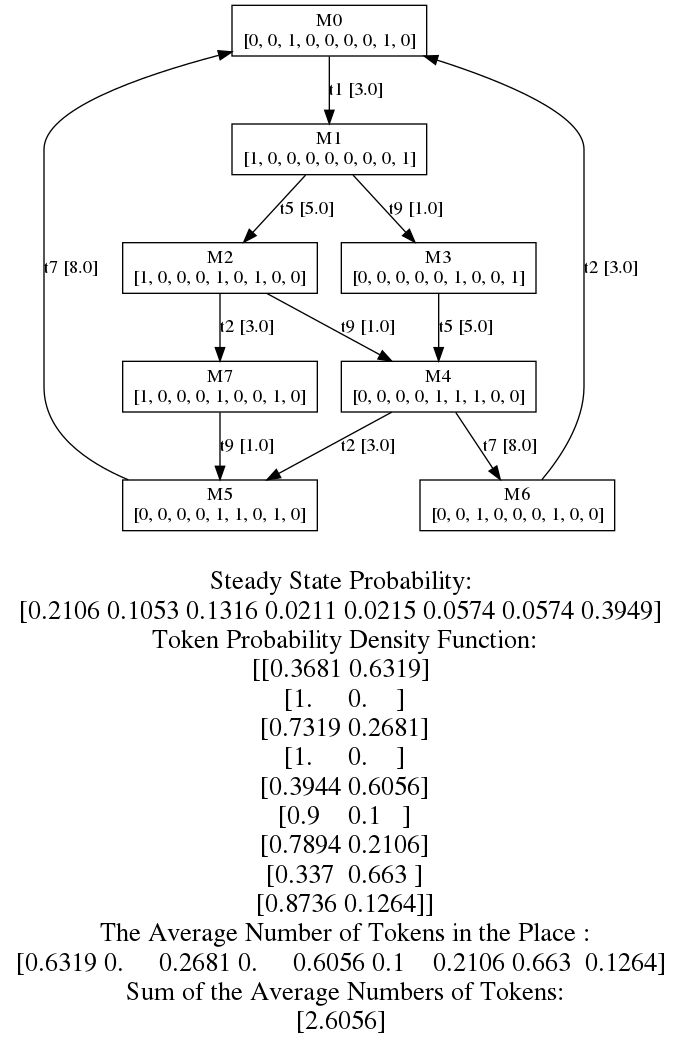 M0
[0, 0, 1, 0, 0, 0, 0, 1, 0]
t1 [3.0]
M1
[1, 0, 0, 0, 0, 0, 0, 0, 1]
t5 [5.0]
t9 [1.0]
M2
[1, 0, 0, 0, 1, 0, 1, 0, 0]
M3
[0, 0, 0, 0, 0, 1, 0, 0, 1]
t7 [8.0]
t2 [3.0]
t2 [3.0]
t9 [1.0]
t5 [5.0]
M7
[1, 0, 0, 0, 1, 0, 0, 1, 0]
M4
[0, 0, 0, 0, 1, 1, 1, 0, 0]
t9 [1.0]
t2 [3.0]
t7 [8.0]
M5
[0, 0, 0, 0, 1, 1, 0, 1, 0]
M6
[0, 0, 1, 0, 0, 0, 1, 0, 0]
Steady State Probability:
[0.2106 0.1053 0.1316 0.0211 0.0215 0.0574 0.0574 0.3949]
Token Probability Density Function:
[[0.3681 0.6319]
[1. 0. ]
[0.7319 0.2681]
[1. 0. ]
[0.3944 0.6056]
[0.9 0.1 ]
[0.7894 0.2106]
[0.337 0.663 ]
[0.8736 0.1264]]
The Average Number of Tokens in the Place :
[0.6319 0. 0.2681 0. 0.6056 0.1 0.2106 0.663 0.1264]
Sum of the Average Numbers of Tokens:
[2.6056]